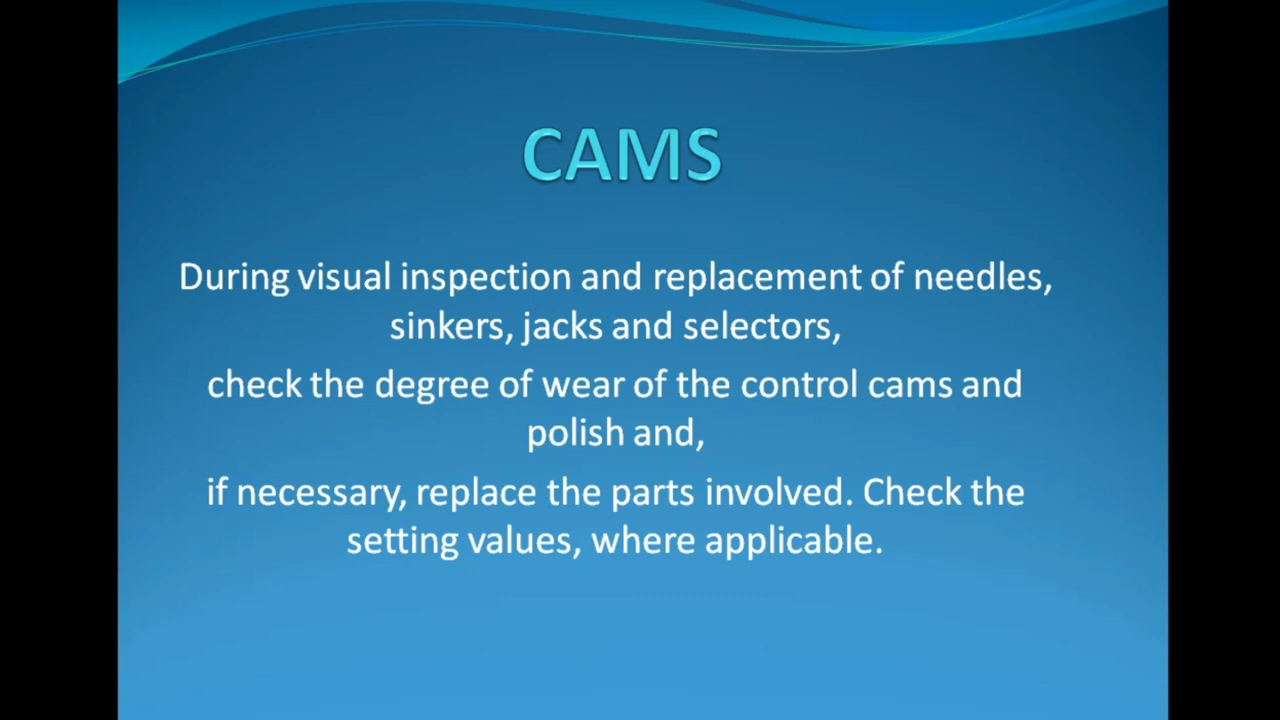 CAMS
During visual inspection and replacement of needles,
sinkers, jacks and selectors,
check the degree of wear of the control cams and
polish and,
if necessary, replace the parts involved. Check the
setting values, where applicable.